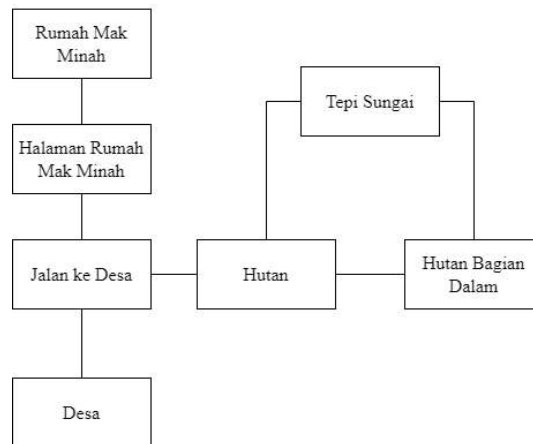 Rumah Mak
Minah
Tepi Sungai
Halaman Rumah
Mak Minah
Jalan ke Desa
Hutan
Hutan Bagian
Dalam
Desa